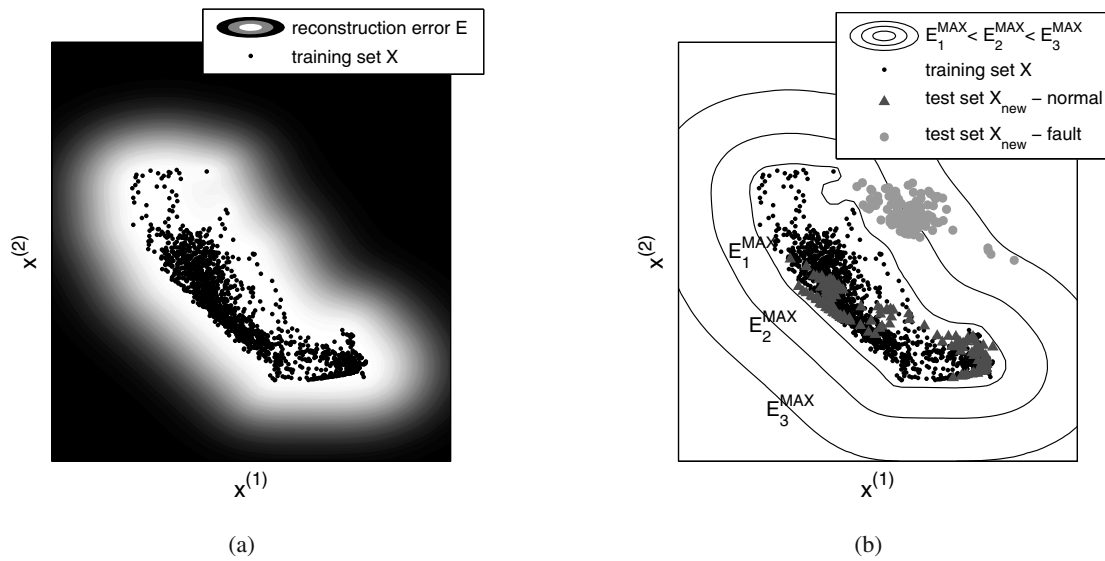 reconstruction error E
training set X
x(2)
x(1)
(a)
E1MAX < E2MAX < E3MAX
training set X
test set Xnew − normal
test set Xnew − fault
x(2)
E1MAX
E2MAX
E3MAX
x(1)
(b)